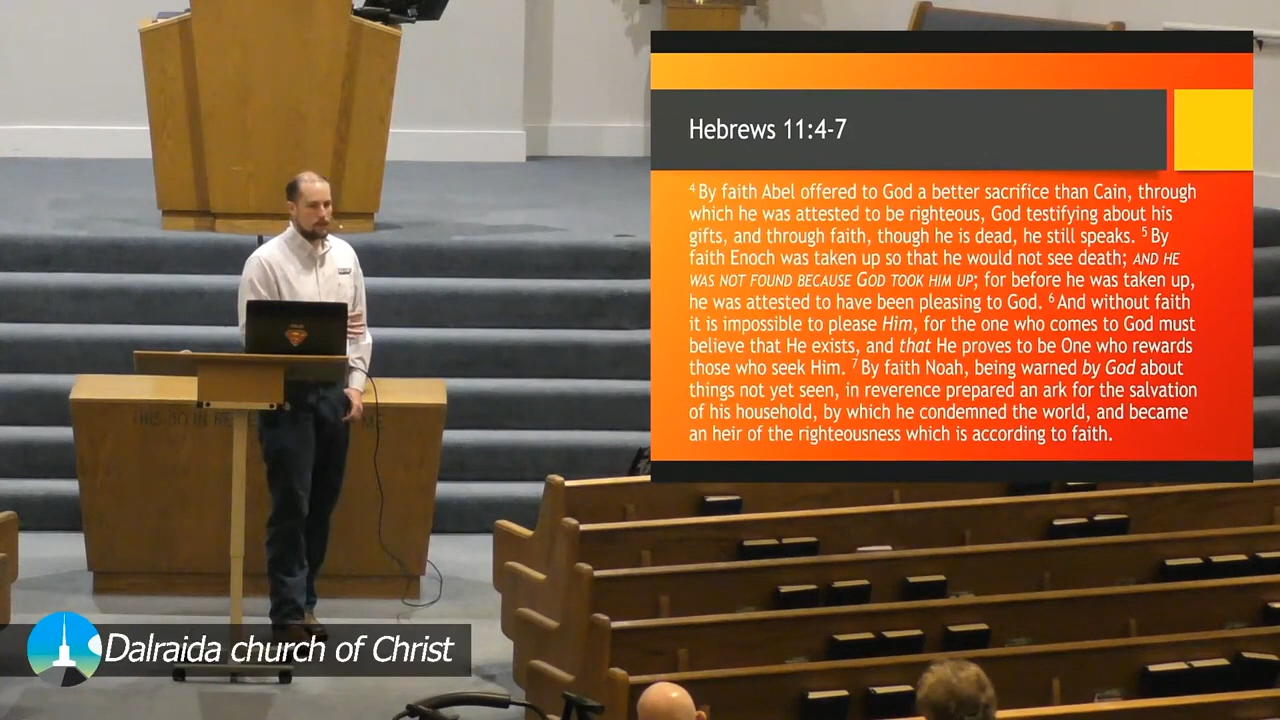 Hebrews 11:4-7
4 By faith Abel offered to God a better sacrifice than Cain, through
which he was attested to be righteous, God testifying about his
gifts, and through faith, though he is dead, he still speaks. 5 By
faith Enoch was taken up so that he would not see death; AND HE
WAS NOT FOUND BECAUSE GOD TOOK HIM UP; for before he was taken up,
he was attested to have been pleasing to God. 6 And without faith
it is impossible to please Him, for the one who comes to God must
believe that He exists, and that He proves to be One who rewards
those who seek Him. 7 By faith Noah, being warned by God about
things not yet seen, in reverence prepared an ark for the salvation
of his household, by which he condemned the world, and became
an heir of the righteousness which is according to faith.
THIS DO IN ME
Dalraida church of Christ